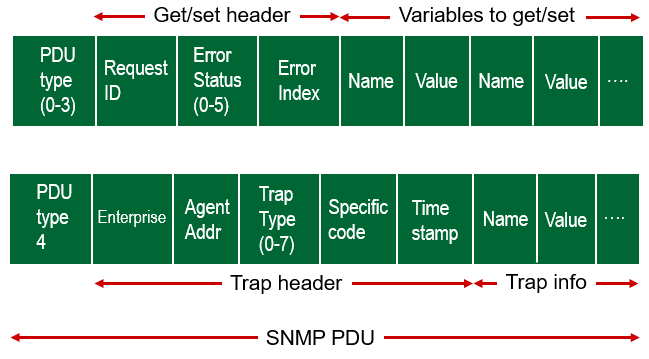 Get/set header Variables to get/set
PDU type (0-3) Request ID Error Status (0-5) Error Index Name Value Name Value ....
PDU type 4 Enterprise Agent Addr Trap Type (0-7) Specific code Time stamp Name Value ....
Trap header Trap info
SNMP PDU